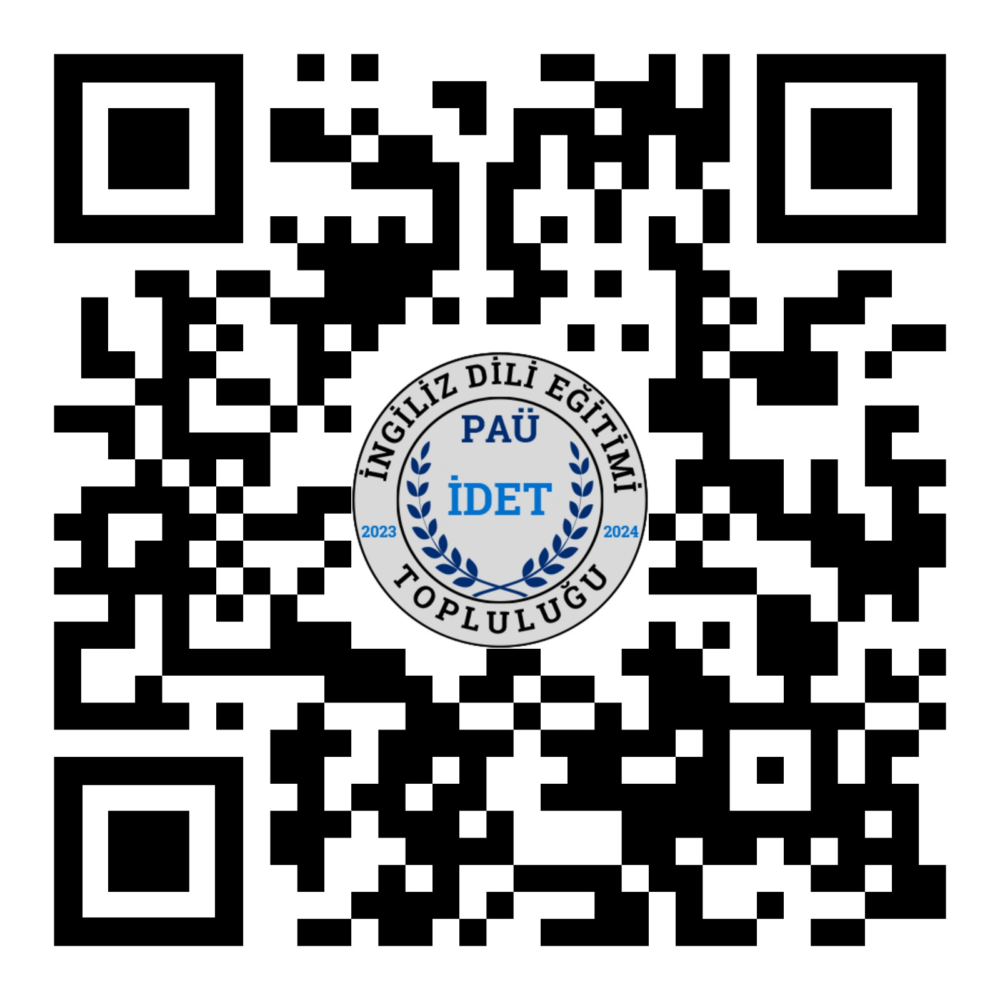 İNGİLİZ DİLİ EĞİTİMİ
PAÜ
İDET
2023
2024
TOPLULUĞU